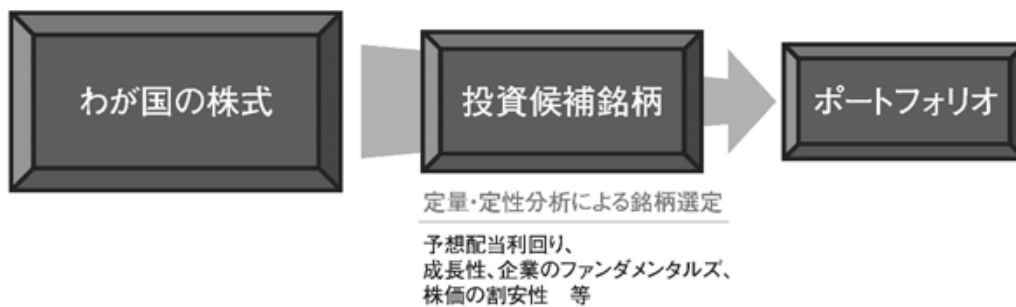 わが国の株式
投資候補銘柄
ポートフォリオ
定量・定性分析による銘柄選定
予想配当利回り、
成長性、企業のファンダメンタルズ、
株価の割安性　等